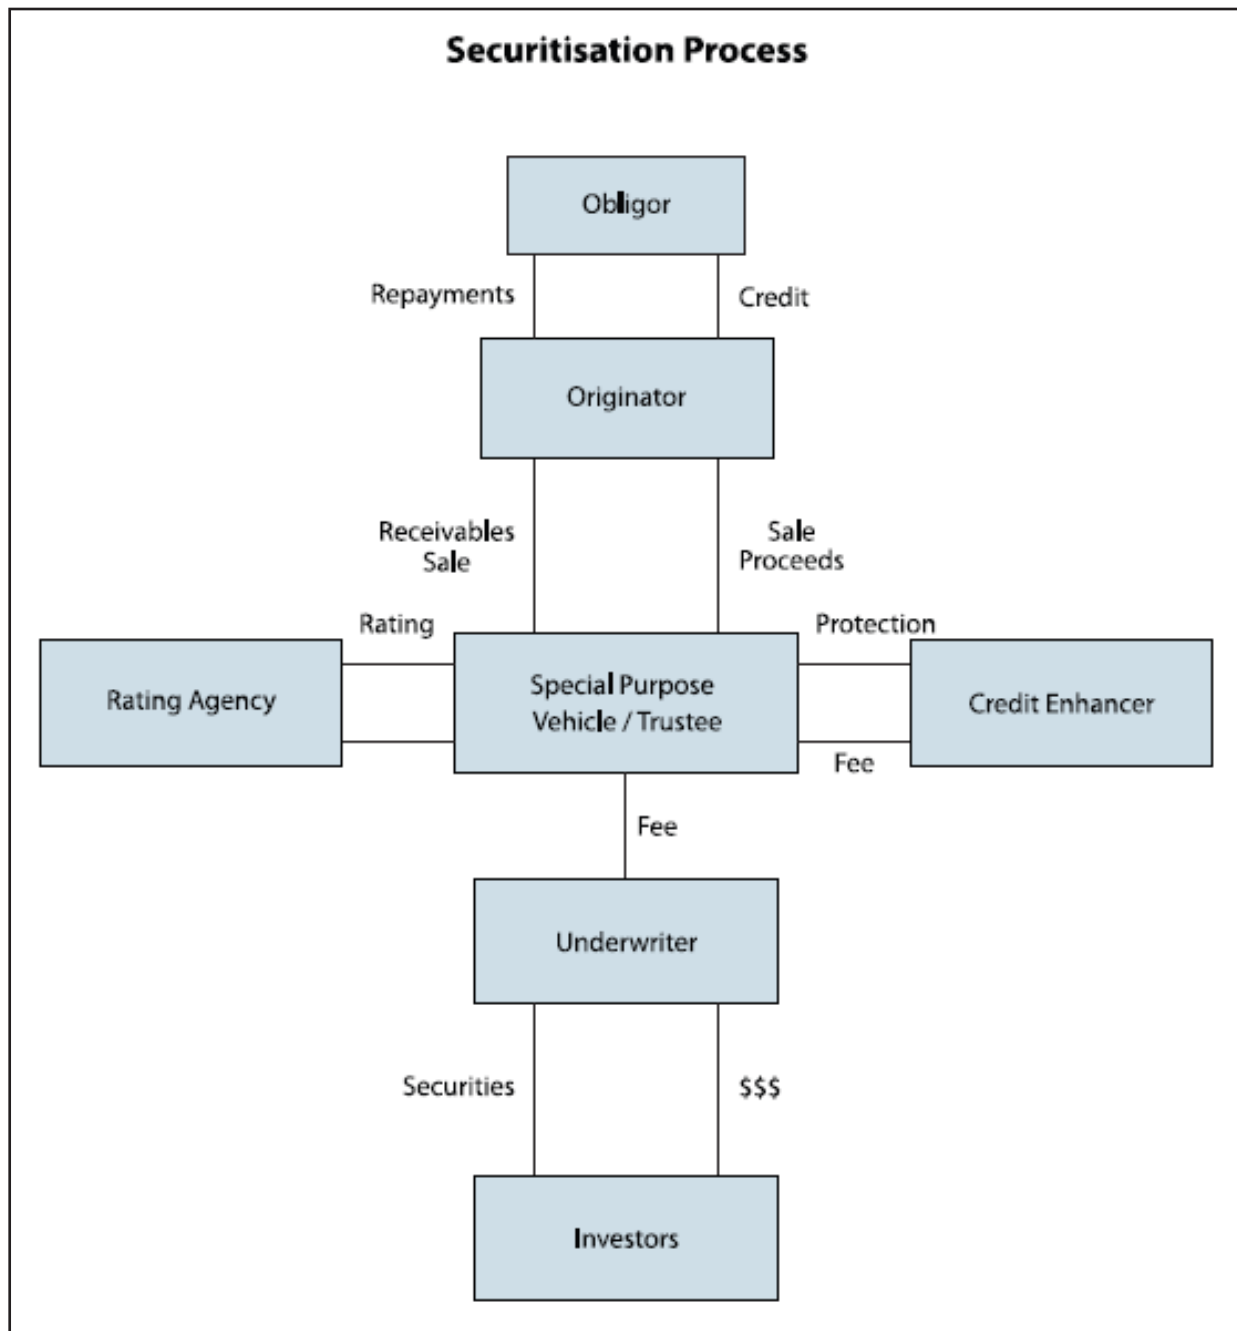 Securitisation Process
Obligor
Repayments
Credit
Originator
Receivables
Sale
Sale
Proceeds
Rating
Protection
Rating Agency
Special Purpose
Vehicle / Trustee
Credit Enhancer
Fee
Fee
Underwriter
Securities
$$$
Investors